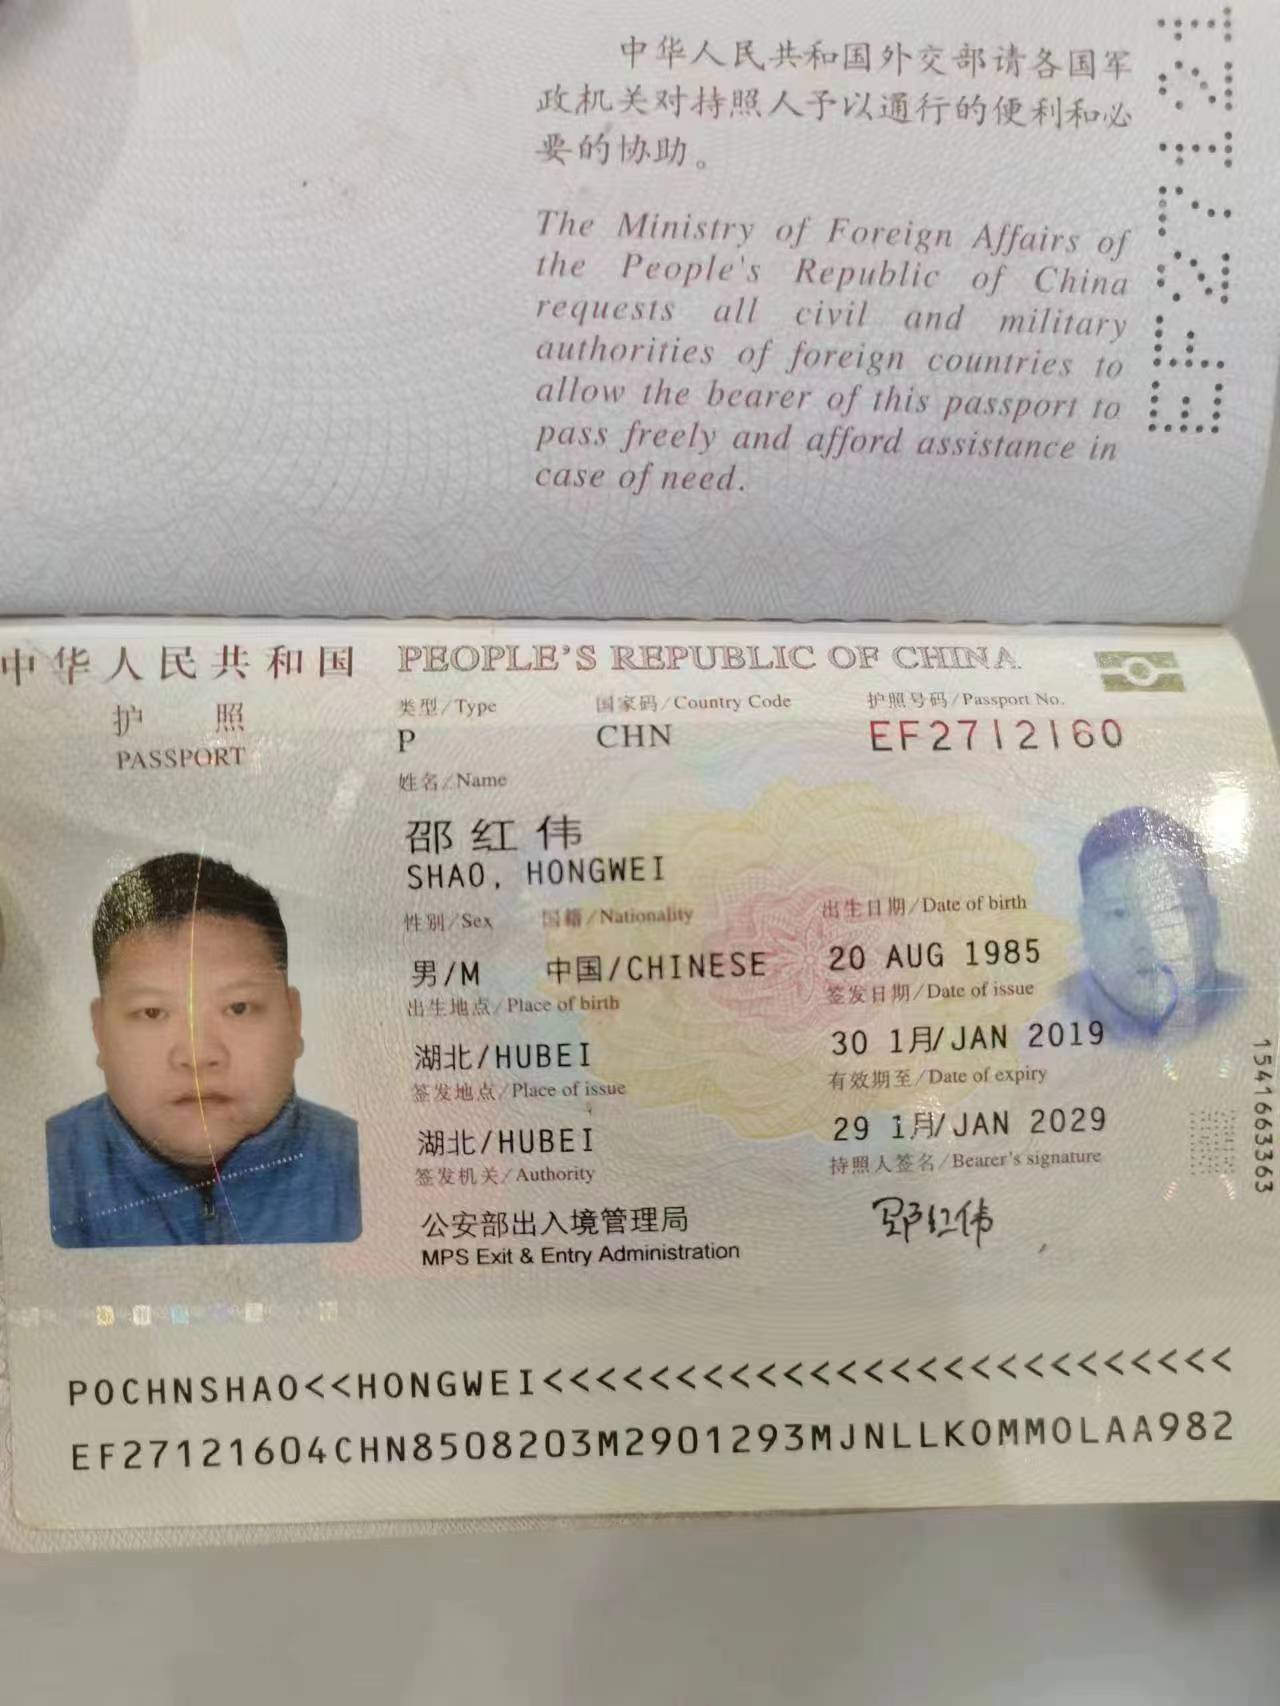 中华人民共和国外交部请各国军
政机关对持照人予以通行的便利和必
要的协助。
The Ministry of Foreign Affairs of
the People's Republic of China
requests all civil and military
authorities of foreign countries to
allow the bearer of this passport to
pass freely and afford assistance in
case of need.
中华人民共和国 PEOPLE'S REPUBLIC OF CHINA
护照
PASSPORT
类型/Type 国家码/Country Code 护照号码/Passport No.
P CHN EF2712160
姓名/Name
邵红伟
SHAO, HONGWEI
性别/Sex 国籍/Nationality 出生日期/Date of birth
男/M 中国/CHINESE 20 AUG 1985
出生地点/Place of birth 签发日期/Date of issue
湖北/HUBEI 30 1月/JAN 2019
签发地点/Place of issue 有效期至/Date of expiry
湖北/HUBEI 29 1月/JAN 2029
签发机关/Authority 持照人签名/Bearer's signature
公安部出入境管理局 邵红伟
MPS Exit & Entry Administration
1541663363
POCHNSHAO<<HONGWEI<<<<<<<<<<<<<<<<<<<<<<<<<<
EF27121604CHN8508203M2901293MJNLLKOMMOLAA982